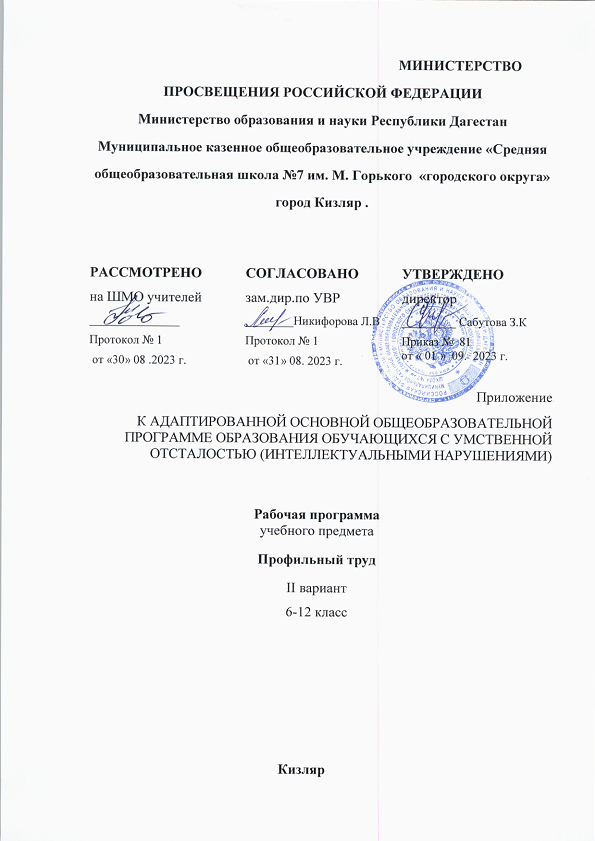 МИНИСТЕРСТВО
ПРОСВЕЩЕНИЯ РОССИЙСКОЙ ФЕДЕРАЦИИ
Министерство образования и науки Республики Дагестан
Муниципальное казенное общеобразовательное учреждение «Средняя
общеобразовательная школа №7 им. М. Горького «городского округа»
город Кизляр .
РАССМОТРЕНО СОГЛАСОВАНО УТВЕРЖДЕНО
на ШМО учителей зам.дир.по УВР директор
Никифорова Л.В Сабутова З.К
Протокол № 1 Протокол № 1 Приказ № 81
от «30» 08 .2023 г. от «31» 08. 2023 г. от « 01 » 09. 2023 г.
Приложение
К АДАПТИРОВАННОЙ ОСНОВНОЙ ОБЩЕОБРАЗОВАТЕЛЬНОЙ
ПРОГРАММЕ ОБРАЗОВАНИЯ ОБУЧАЮЩИХСЯ С УМСТВЕННОЙ
ОТСТАЛОСТЬЮ (ИНТЕЛЛЕКТУАЛЬНЫМИ НАРУШЕНИЯМИ)
Рабочая программа
учебного предмета
Профильный труд
II вариант
6-12 класс
Кизляр